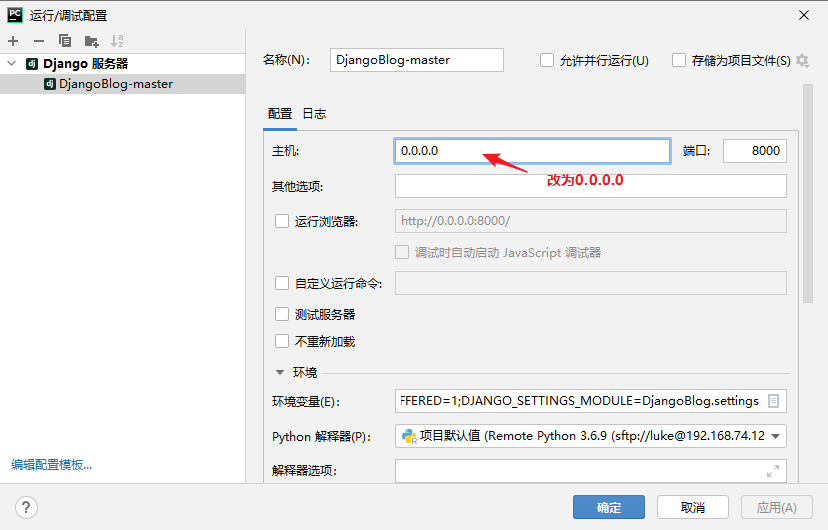 PC 运行/调试配置
dj Django 服务器
dj DjangoBlog-master
编辑配置模板...
名称(N): DjangoBlog-master 允许并行运行(U) 存储为项目文件(S)
配置 日志
主机: 0.0.0.0 端口: 8000
改为0.0.0.0
其他选项:
运行浏览器: http://0.0.0.0:8000/
调试时自动启动 JavaScript 调试器
自定义运行命令:
测试服务器
不重新加载
环境
环境变量(E): FFERED=1;DJANGO_SETTINGS_MODULE=DjangoBlog.settings
Python 解释器(P): 项目默认值 (Remote Python 3.6.9 (sftp://luke@192.168.74.12
解释器选项:
? 确定 取消 应用(A)